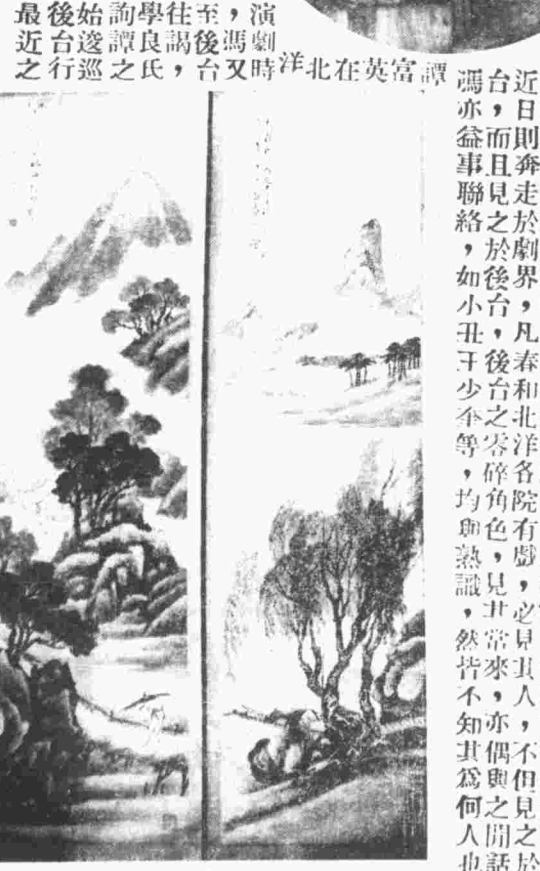 近日則奔走於劇界，凡春和北洋各院有戲，必見其人，不但見之於
台，而且見之於後台，後台之零碎角色，見其常來，亦偶與之閒話
馮亦益事聯絡，如小丑王少奎等，均與熟識，然皆不知其爲何人也
譚富英在北洋
演劇時
，馮又
至後台
往謁，
學良氏
詢譚之
始逡巡
後台行
最近之